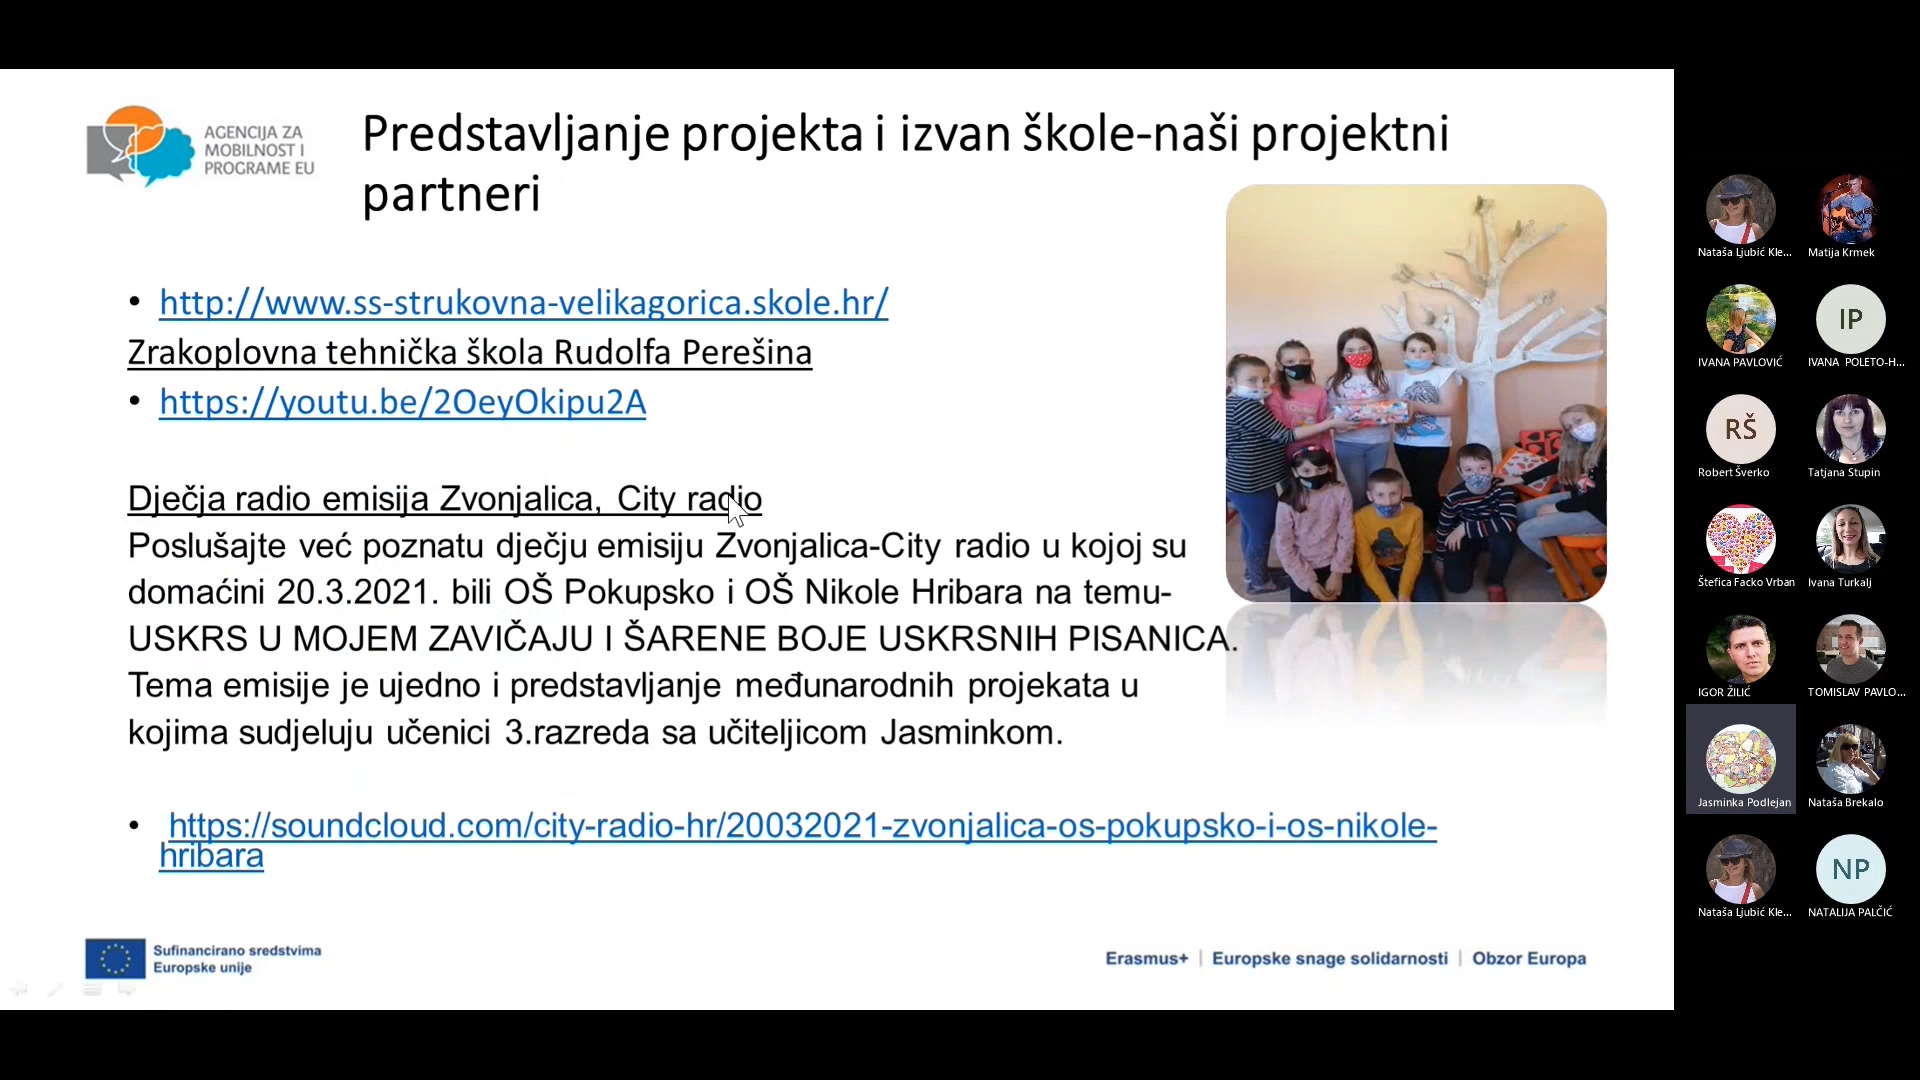 AGENCIJA ZA
MOBILNOST I
PROGRAME EU
Predstavljanje projekta i izvan škole-naši projektni
partneri
• http://www.ss-strukovna-velikagorica.skole.hr/
Zrakoplovna tehnička škola Rudolfa Perešina
• https://youtu.be/2OeyOkipu2A
Dječja radio emisija Zvonjalica, City radio
Poslušajte već poznatu dječju emisiju Zvonjalica-City radio u kojoj su
domaćini 20.3.2021. bili OŠ Pokupsko i OŠ Nikole Hribara na temu-
USKRS U MOJEM ZAVIČAJU I ŠARENE BOJE USKRSNIH PISANICA.
Tema emisije je ujedno i predstavljanje međunarodnih projekata u
kojima sudjeluju učenici 3.razreda sa učiteljicom Jasminkom.
• https://soundcloud.com/city-radio-hr/20032021-zvonjalica-os-pokupsko-i-os-nikole-
hribara
Sufinancirano sredstvima
Europske unije
Erasmus+ | Europske snage solidarnosti | Obzor Europa
Nataša Ljubić Kle...
Matija Krmek
IVANA PAVLOVIĆ
IP
IVANA POLETO-H...
RŠ
Robert Šverko
Tatjana Stupin
Štefica Facko Vrban
Ivana Turkalj
IGOR ŽILIĆ
TOMISLAV PAVLO...
Jasminka Podlejan
Nataša Brekalo
Nataša Ljubić Kle...
NP
NATALIJA PALČIĆ